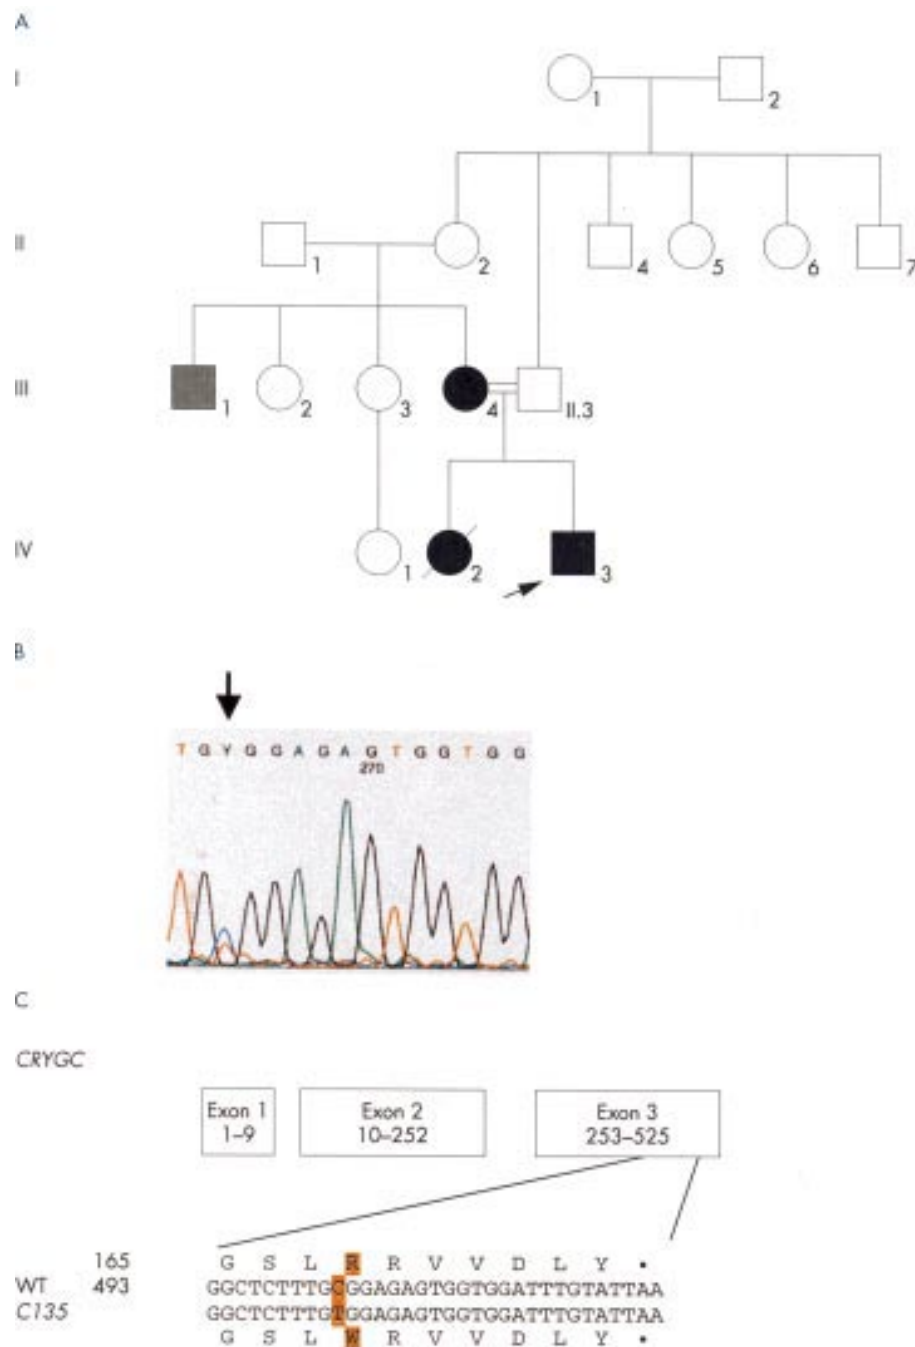 A
I
1
2
II
1
2
4
5
6
7
III
1
2
3
4
II.3
IV
1
2
3
B
T G Y G G A G A G T G G T G G
270
C
CRYGC
Exon 1
1–9
Exon 2
10–252
Exon 3
253–525
165 G S L R R V V D L Y •
WT 493 GGCTCTTTGCGGAGAGTGGTGGATTTGTATTAA
C135 GGCTCTTTGTGGAGAGTGGTGGATTTGTATTAA
G S L W R V V D L Y •